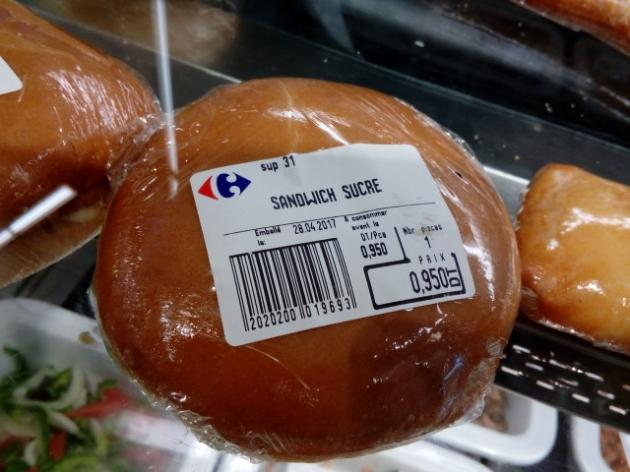 sup 31
SANDWICH SUCRE
Emballé le: 28.04.2017 à consommer avant le
DT/Pce Nbr. pièces
0,950 1
PRIX
0,950DT
2020200 019693